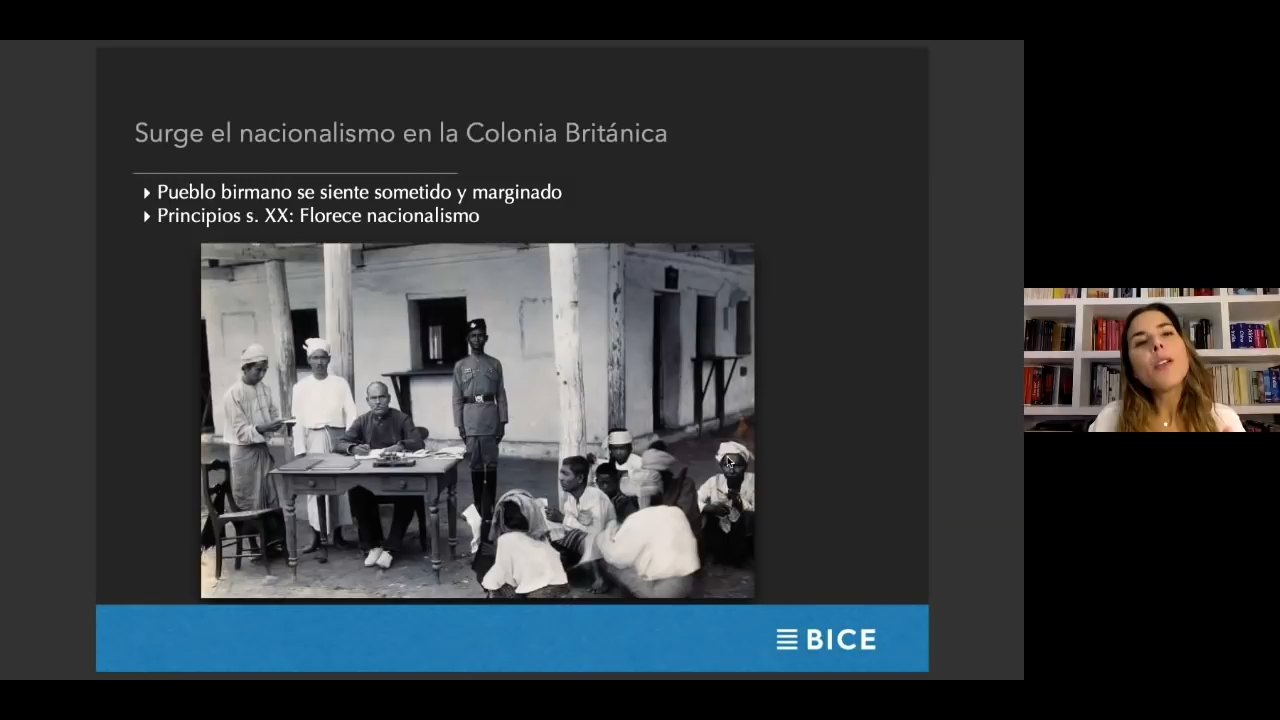 Surge el nacionalismo en la Colonia Británica
Pueblo birmano se siente sometido y marginado
Principios s. XX: Florece nacionalismo
BICE